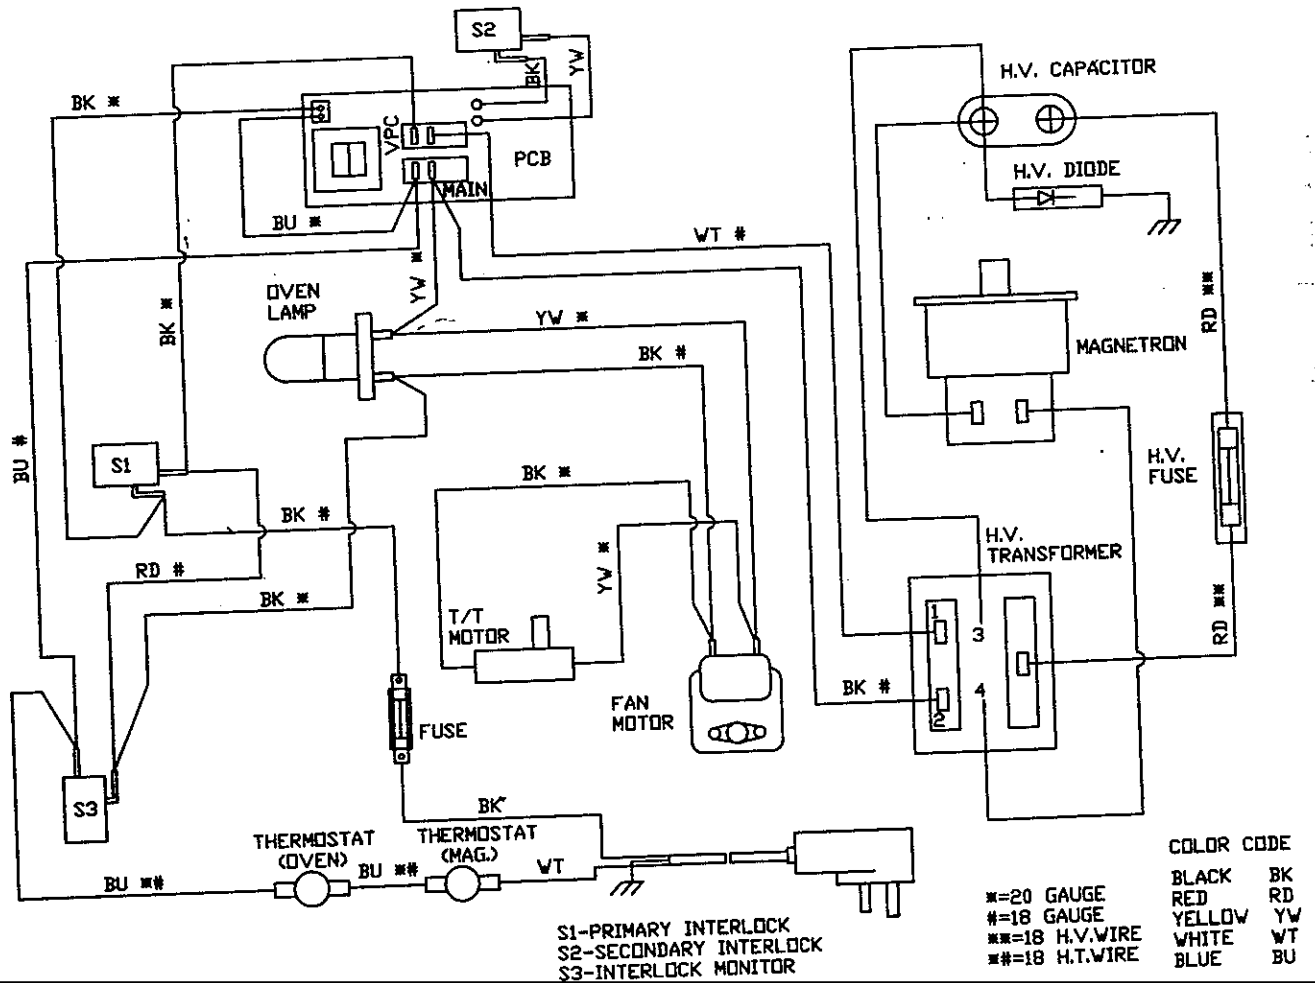 S2
BK
YW
H.V. CAPACITOR
BK *
VPC
PCB
MAIN
H.V. DIODE
BU *
WT #
YW *
OVEN
LAMP
BK *
YW *
BK #
RD **
MAGNETRON
BU #
S1
BK *
H.V.
FUSE
BK #
H.V.
TRANSFORMER
RD #
BK *
YW *
T/T
MOTOR
1
3
RD **
4
BK #
2
FAN
MOTOR
FUSE
S3
BK
THERMOSTAT
(OVEN)
THERMOSTAT
(MAG.)
BU *#
BU *#
WT
COLOR CODE
BLACK BK
RED RD
YELLOW YW
WHITE WT
BLUE BU
*=20 GAUGE
#=18 GAUGE
**=18 H.V.WIRE
*#=18 H.T.WIRE
S1-PRIMARY INTERLOCK
S2-SECONDARY INTERLOCK
S3-INTERLOCK MONITOR